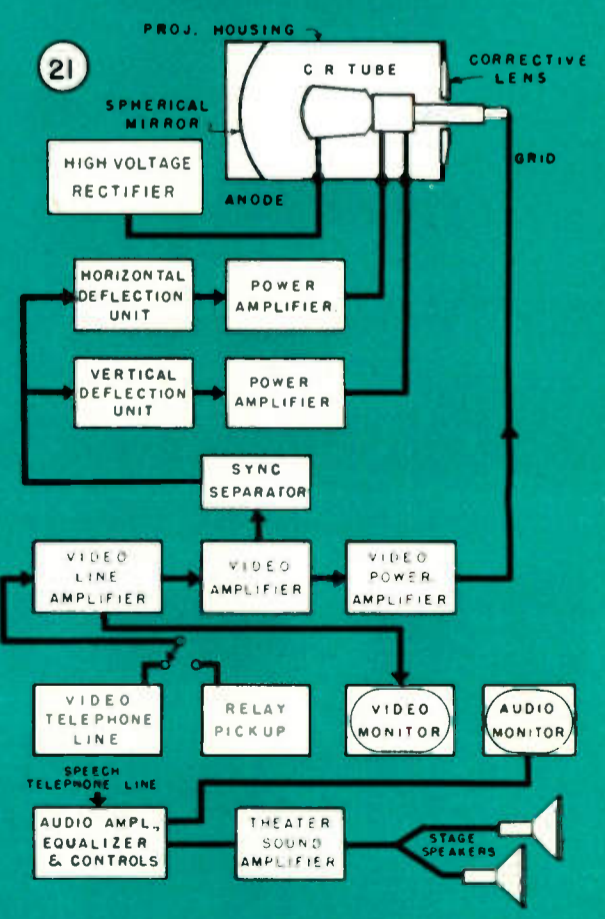 PROJ. HOUSING
21
C R TUBE
CORRECTIVE
LENS
SPHERICAL
MIRROR
HIGH VOLTAGE
RECTIFIER
GRID
ANODE
HORIZONTAL
DEFLECTION
UNIT
POWER
AMPLIFIER
VERTICAL
DEFLECTION
UNIT
POWER
AMPLIFIER
SYNC
SEPARATOR
VIDEO
LINE
AMPLIFIER
VIDEO
AMPLIFIER
VIDEO
POWER
AMPLIFIER
VIDEO
TELEPHONE
LINE
RELAY
PICKUP
VIDEO
MONITOR
AUDIO
MONITOR
SPEECH
TELEPHONE LINE
AUDIO AMPL.,
EQUALIZER
& CONTROLS
THEATER
SOUND
AMPLIFIER
STAGE
SPEAKERS